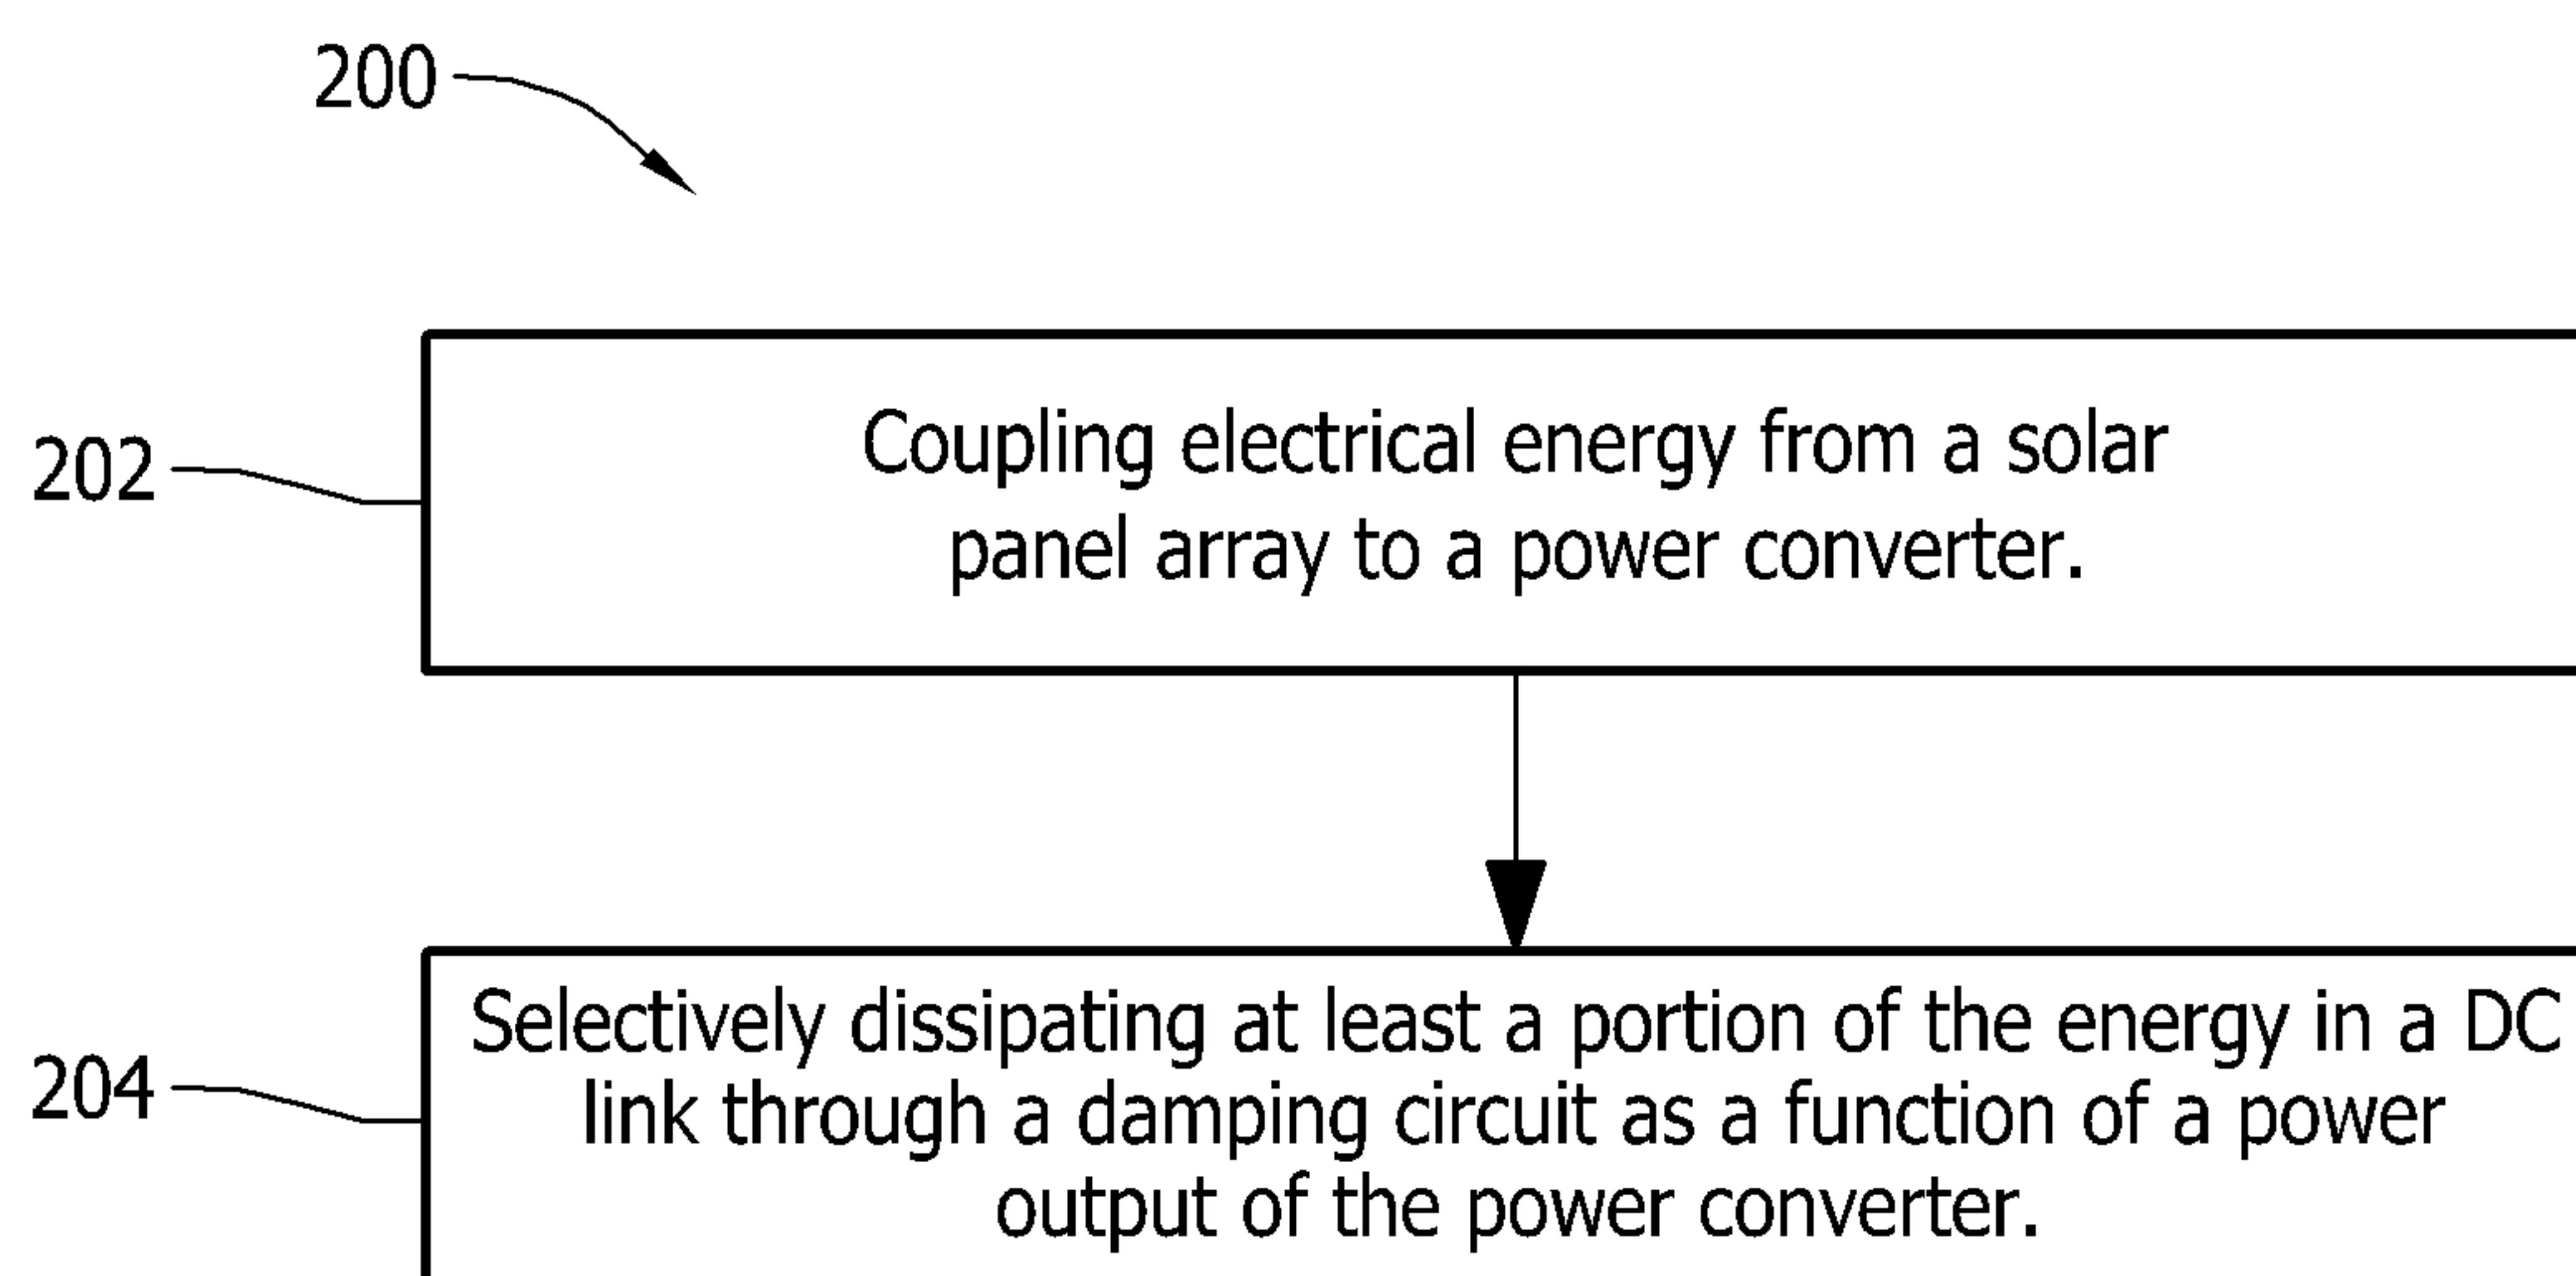 200
202
Coupling electrical energy from a solar
panel array to a power converter.
204
Selectively dissipating at least a portion of the energy in a DC
link through a damping circuit as a function of a power
output of the power converter.